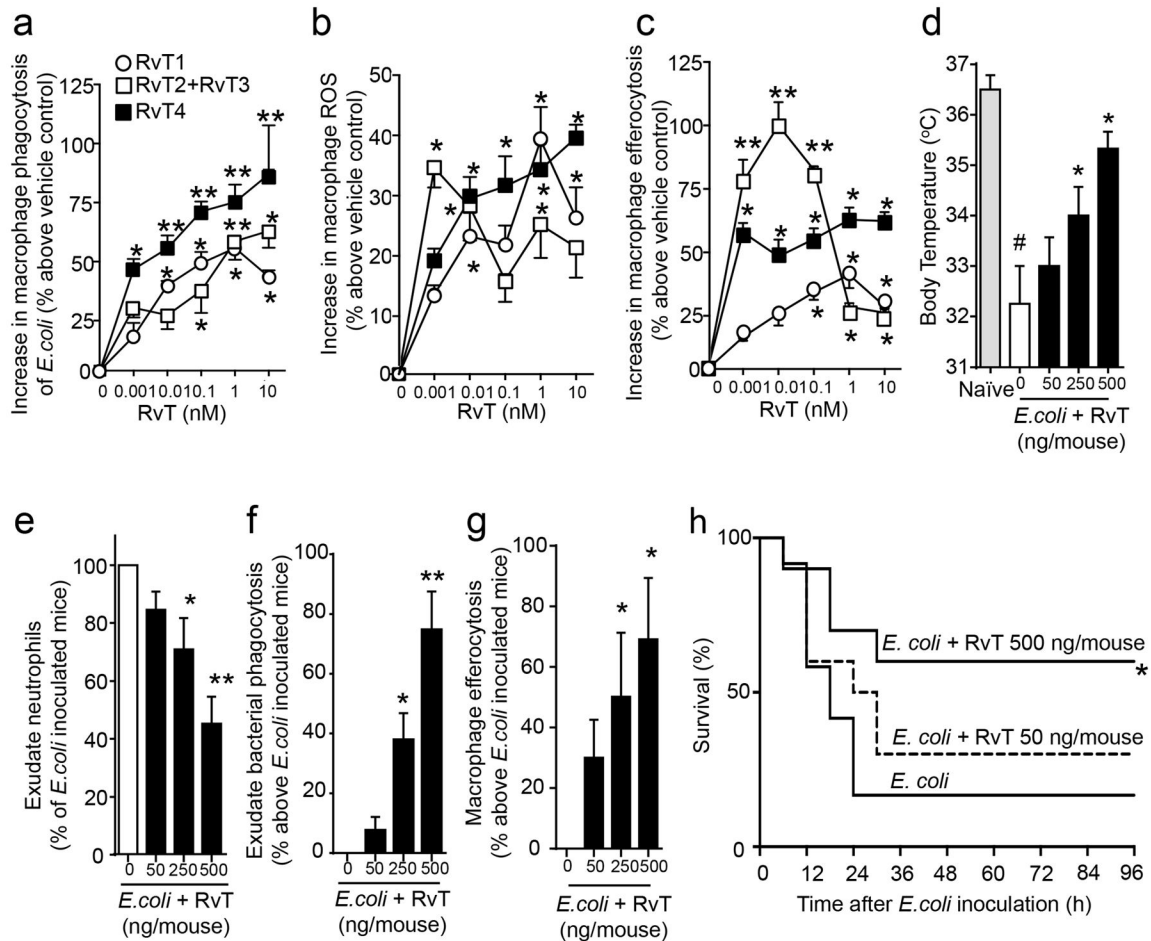 a
Increase in macrophage phagocytosis
of E.coli (% above vehicle control)
RvT1
RvT2+RvT3
RvT4
125
100
75
50
25
0
* ** ** ** **
* * ** *
* * *
0 0.001 0.01 0.1 1 10
RvT (nM)
b
Increase in macrophage ROS
(% above vehicle control)
50
40
30
20
10
0
* * * * *
* * * *
0 0.001 0.01 0.1 1 10
RvT (nM)
c
Increase in macrophage efferocytosis
(% above vehicle control)
125
100
75
50
25
0
** ** **
* * * * *
* * * *
0 0.001 0.01 0.1 1 10
RvT (nM)
d
Body Temperature (ºC)
37
36
34
33
32
31
# * *
Naïve 0 50 250 500
E.coli + RvT
(ng/mouse)
e
Exudate neutrophils
(% of E.coli inoculated mice)
100
80
60
40
20
0
* **
0 50 250 500
E.coli + RvT
(ng/mouse)
f
Exudate bacterial phagocytosis
(% above E.coli inoculated mice)
100
80
60
40
20
0
* **
0 50 250 500
E.coli + RvT
(ng/mouse)
g
Macrophage efferocytosis
(% above E.coli inoculated mice)
100
80
60
40
20
0
* *
0 50 250 500
E.coli + RvT
(ng/mouse)
h
Survival (%)
100
50
0
E. coli + RvT 500 ng/mouse
*
E. coli + RvT 50 ng/mouse
E. coli
0 12 24 36 48 60 72 84 96
Time after E.coli inoculation (h)